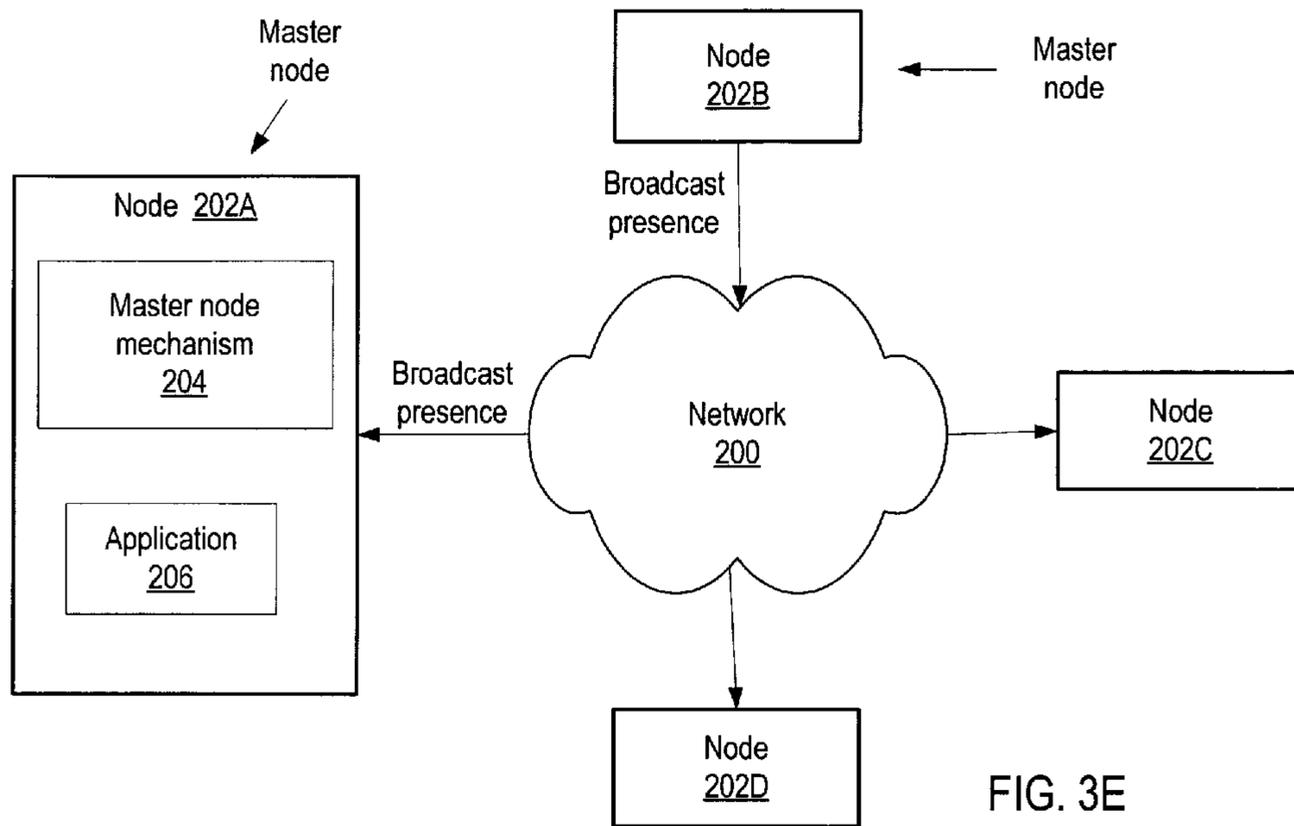 Master
node
Node
202B
Master
node
Node 202A
Broadcast
presence
Master node
mechanism
204
Broadcast
presence
Network
200
Node
202C
Application
206
Node
202D
FIG. 3E